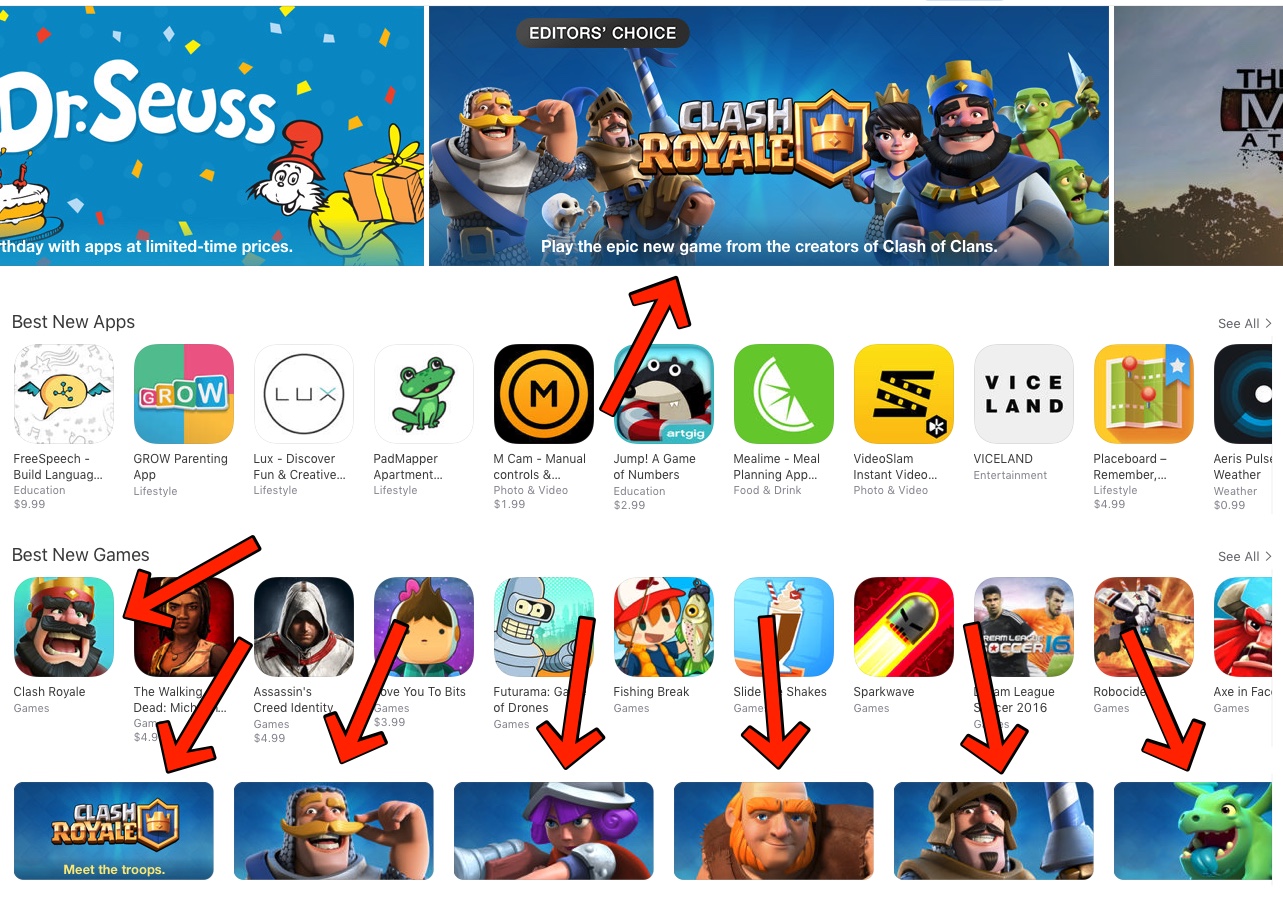 EDITORS' CHOICE
Dr. Seuss
CLASH
ROYALE
TH
M
A T
rthday with apps at limited-time prices.
Play the epic new game from the creators of Clash of Clans.
Best New Apps
See All >
GROW
LUX
M
artgig
VICE
LAND
FreeSpeech -
Build Languag...
Education
$9.99
GROW Parenting
App
Lifestyle
Lux - Discover
Fun & Creative...
Lifestyle
PadMapper
Apartment...
Lifestyle
M Cam - Manual
controls &...
Photo & Video
$1.99
Jump! A Game
of Numbers
Education
$2.99
Mealime - Meal
Planning App...
Food & Drink
VideoSlam
Instant Video...
Photo & Video
VICELAND
Entertainment
Placeboard –
Remember,...
Lifestyle
$4.99
Aeris Pulse
Weather
Weather
$0.99
Best New Games
See All >
REAM LEAGUE
SOCCER 16
Clash Royale
Games
The Walking
Dead: Mich
Gam
$4.9
Assassin's
Creed Identity
Games
$4.99
ove You To Bits
Games
$3.99
Futurama: Ga
of Drones
Games
Fishing Break
Games
Slide Shakes
Games
Sparkwave
Games
Dream League
Soccer 2016
Games
Robocide
Games
Axe in Fac
Games
CLASH
ROYALE
Meet the troops.